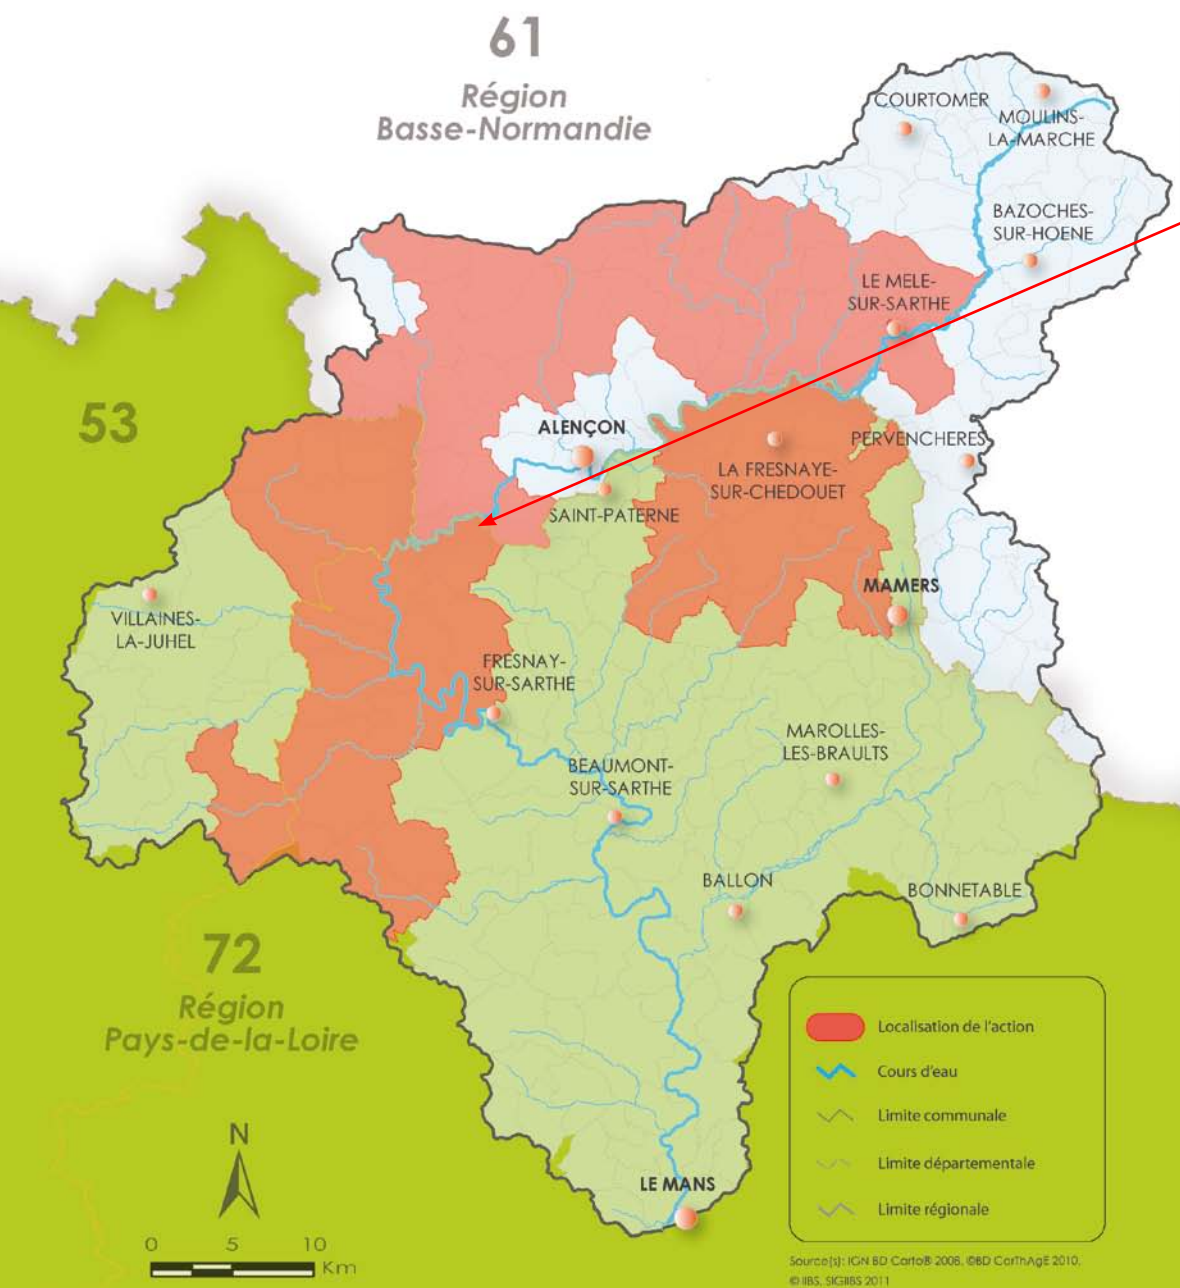 61
Région
Basse-Normandie
COURTOMER
MOULINS-
LA-MARCHE
BAZOCHES-
SUR-HOENE
LE MELE-
SUR-SARTHE
53
ALENÇON
PERVENCHERES
LA FRESNAYE-
SUR-CHEDOUET
SAINT-PATERNE
MAMERS
VILLAINES-
LA-JUHEL
FRESNAY-
SUR-SARTHE
MAROLLES-
LES-BRAULTS
BEAUMONT-
SUR-SARTHE
BALLON
BONNETABLE
72
Région
Pays-de-la-Loire
Localisation de l'action
Cours d'eau
Limite communale
Limite départementale
Limite régionale
N
LE MANS
0 5 10
Km
Source(s): IGN BD Carto® 2008, ©BD CarThAgE 2010,
© IIBS, SIGIIBS 2011